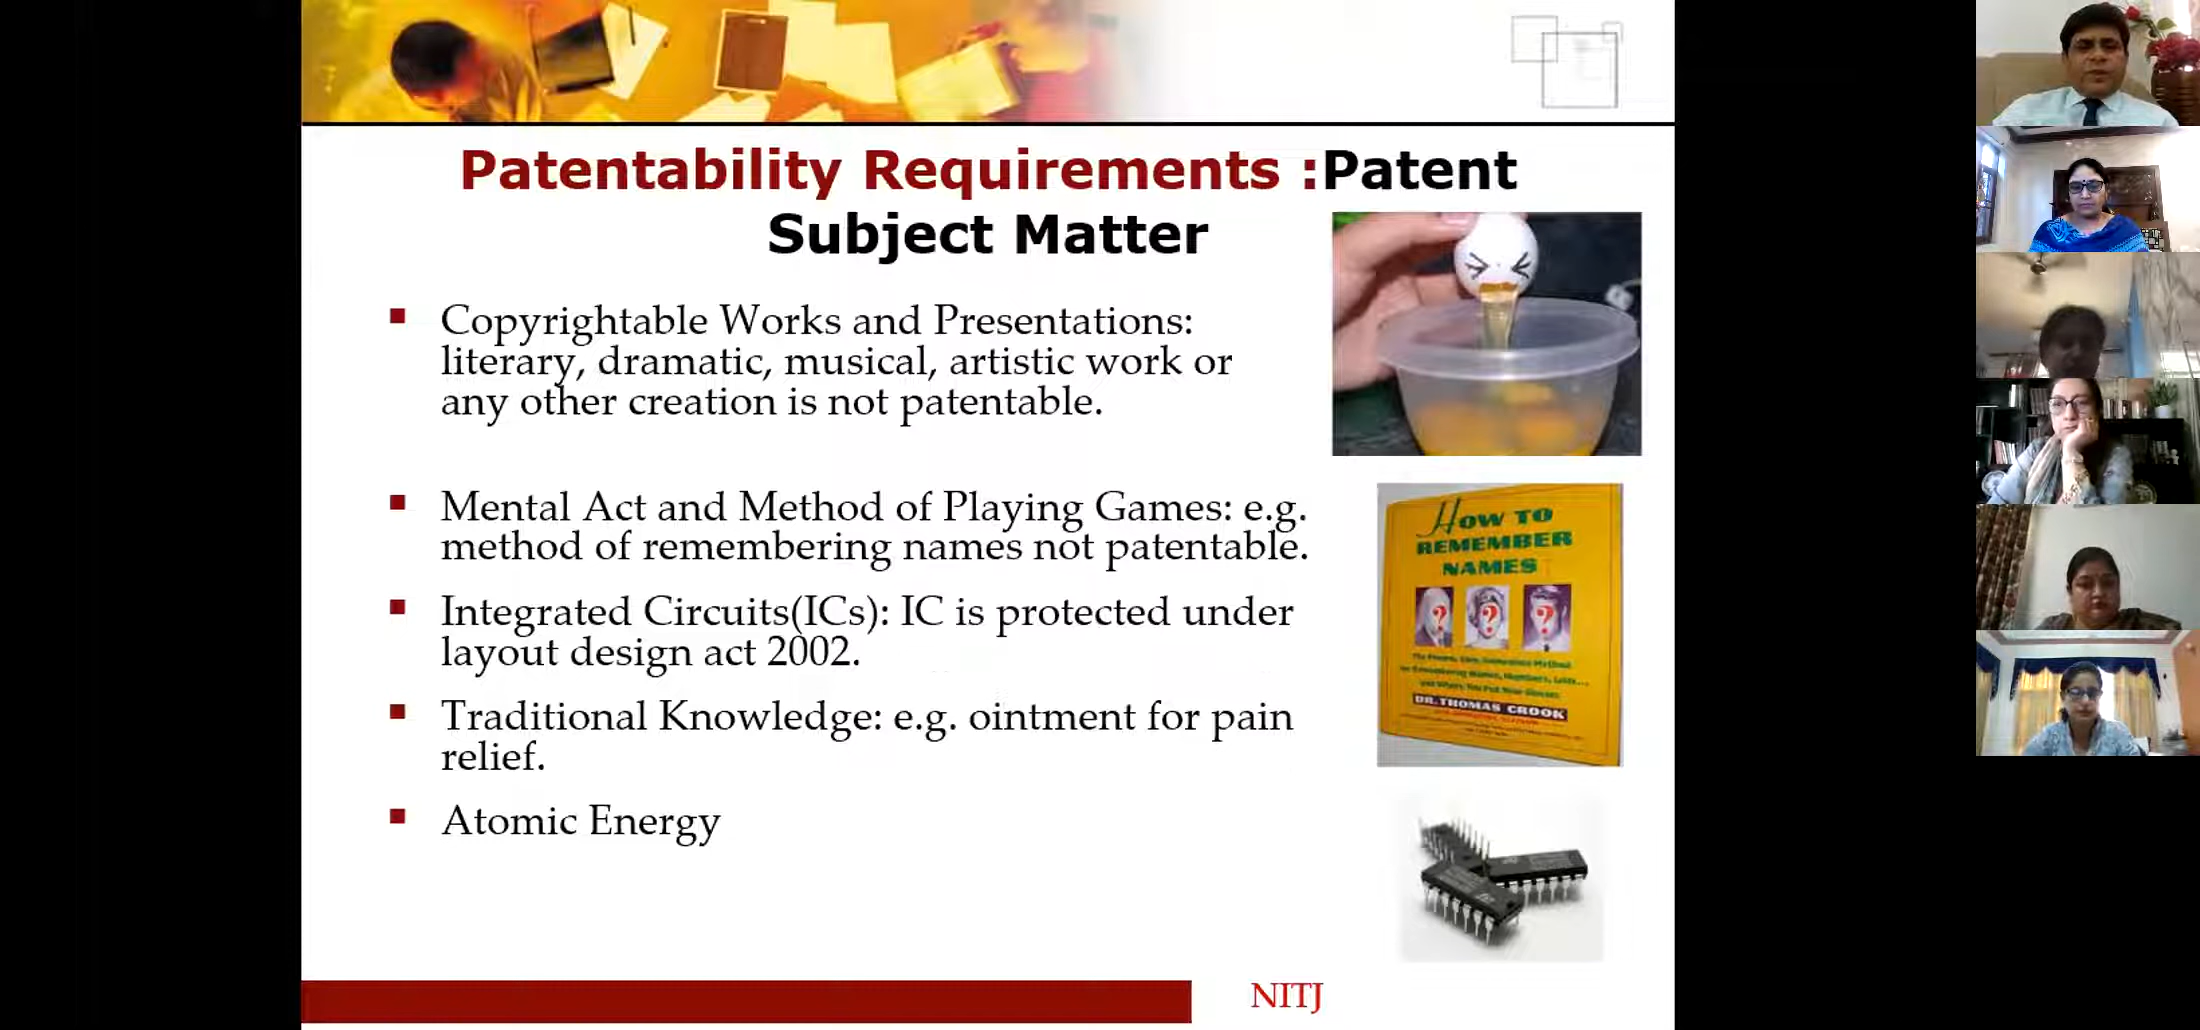 Patentability Requirements :Patent
Subject Matter
Copyrightable Works and Presentations:
literary, dramatic, musical, artistic work or
any other creation is not patentable.
Mental Act and Method of Playing Games: e.g.
method of remembering names not patentable.
Integrated Circuits(ICs): IC is protected under
layout design act 2002.
Traditional Knowledge: e.g. ointment for pain
relief.
Atomic Energy
HOW TO
REMEMBER
NAMES
? ? ?
DR. THOMAS CROOK
NITJ